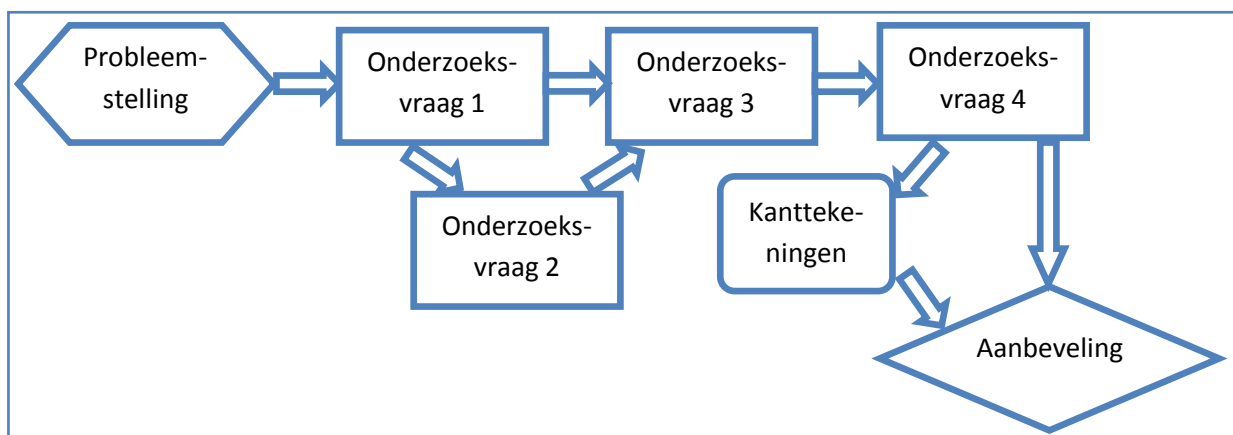 Probleem-
stelling
Onderzoeks-
vraag 1
Onderzoeks-
vraag 3
Onderzoeks-
vraag 4
Onderzoeks-
vraag 2
Kantteke-
ningen
Aanbeveling